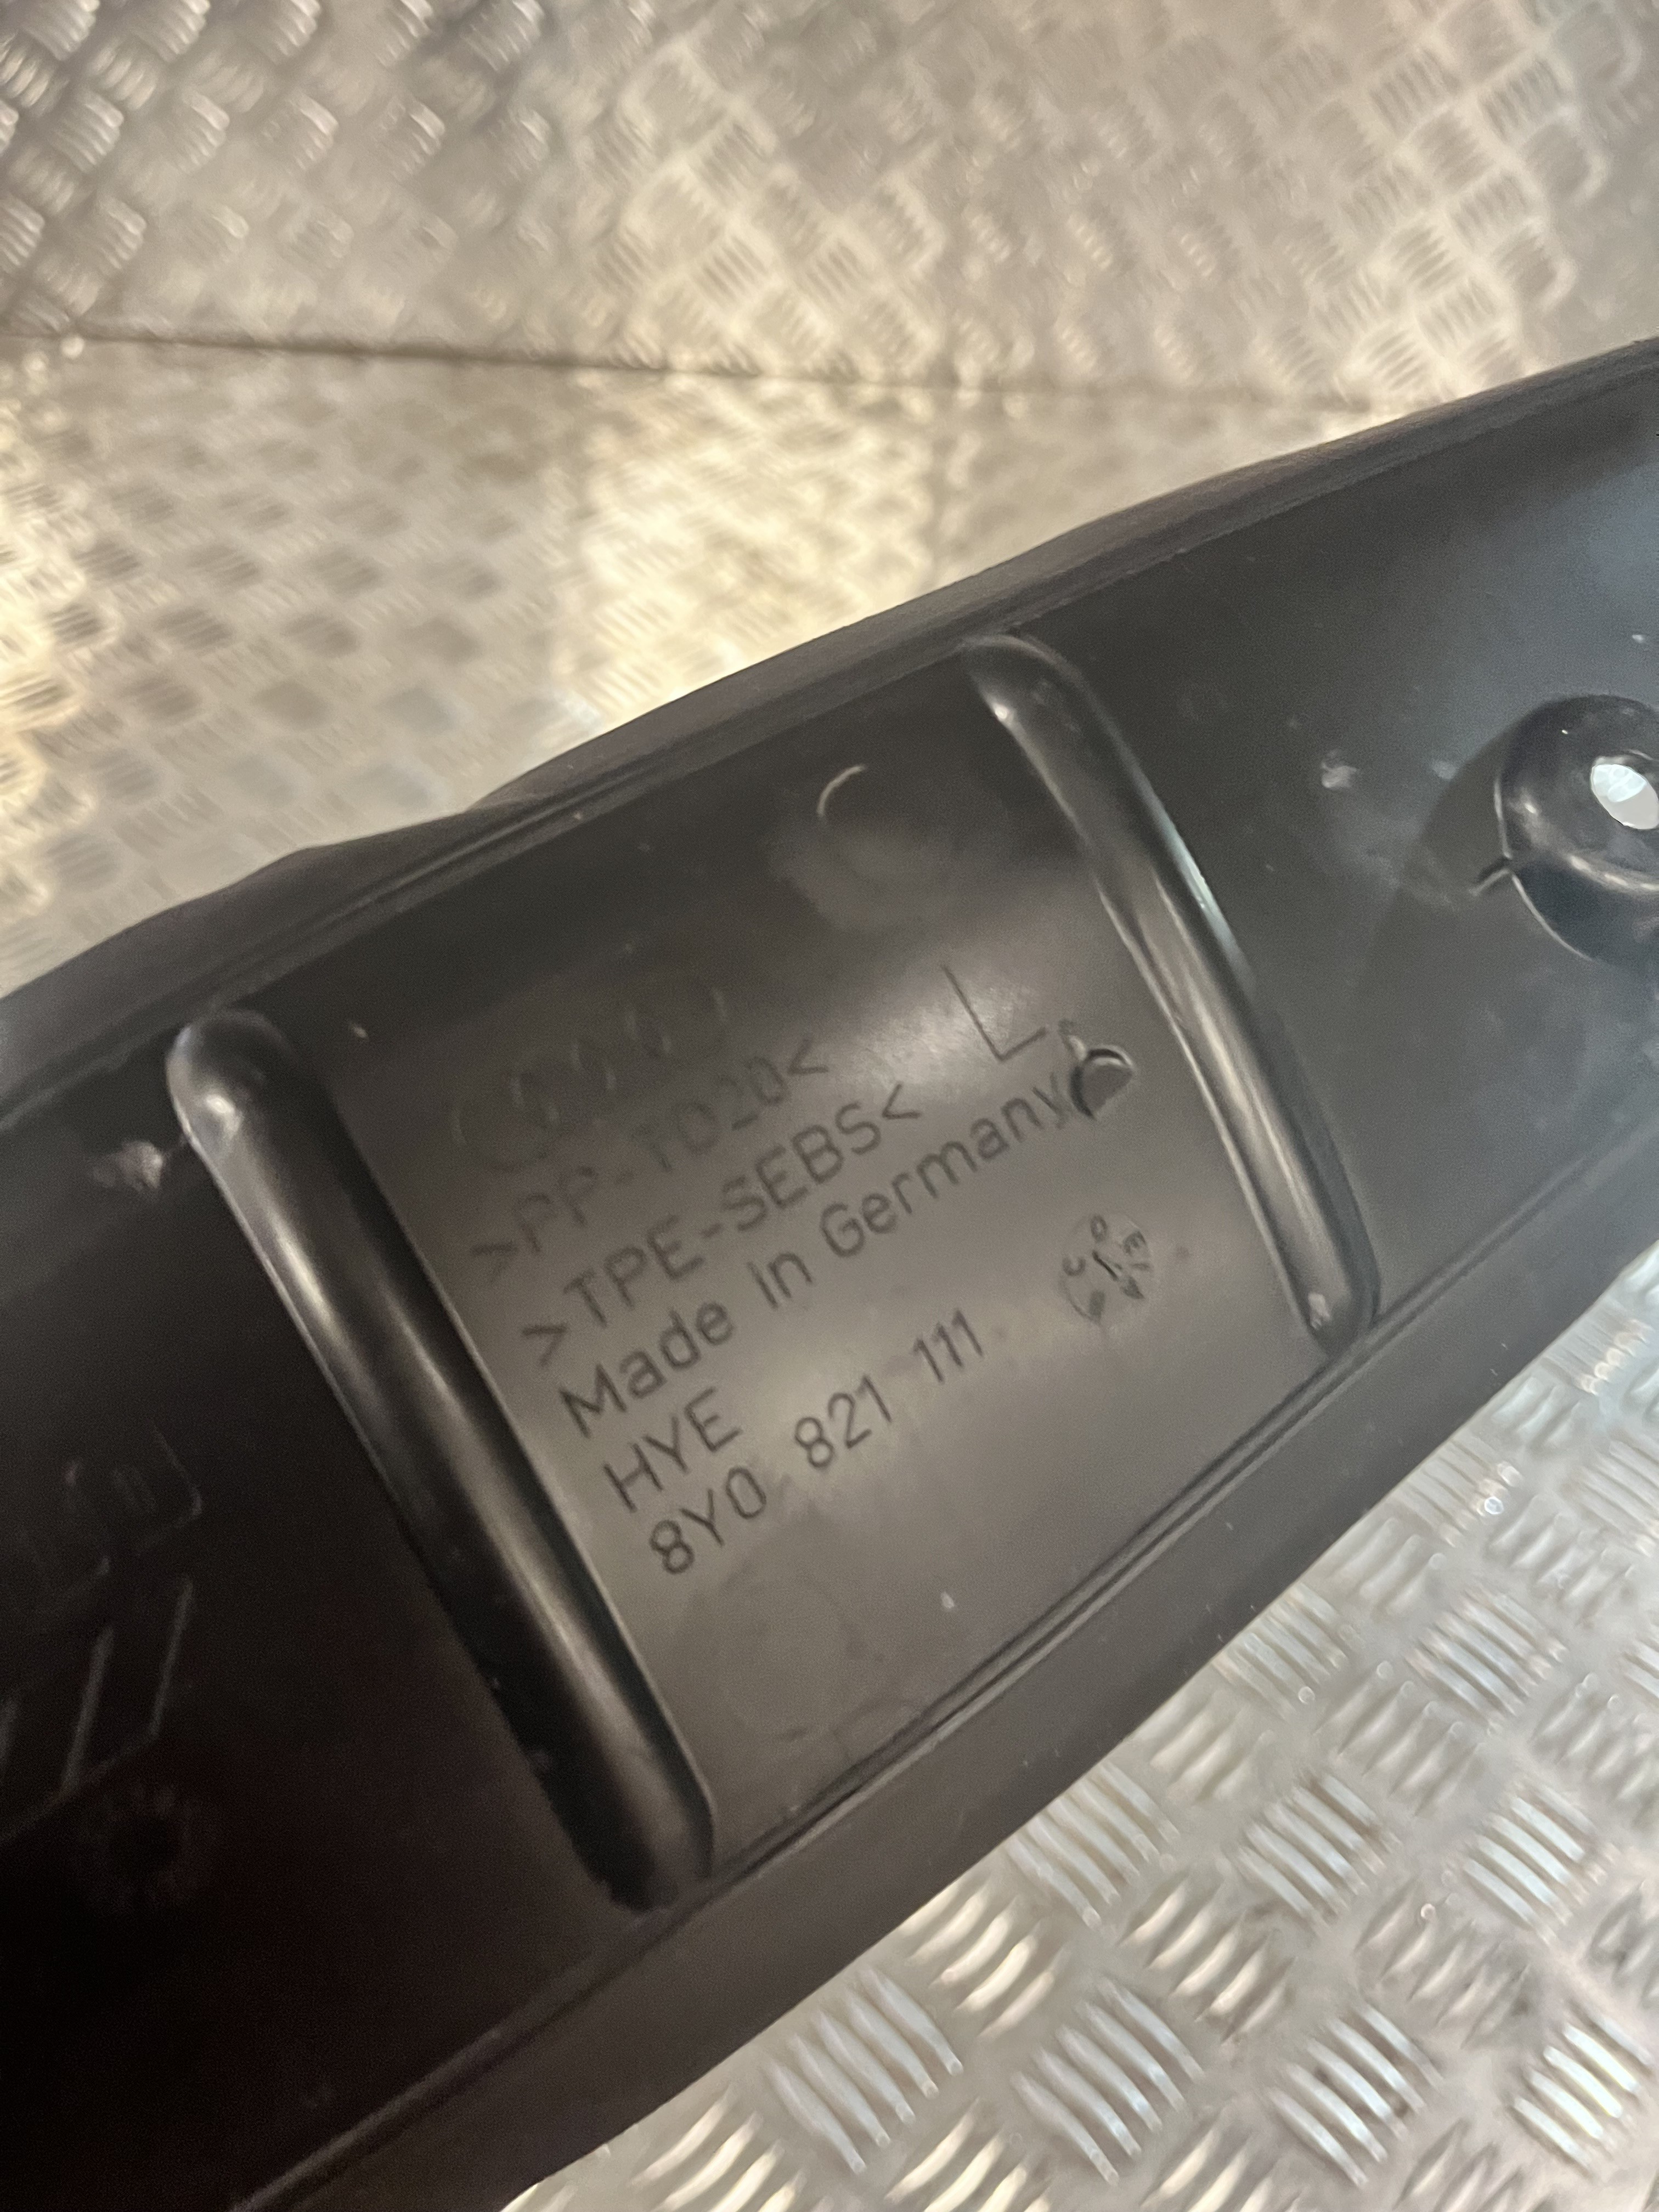 >PP-TD20<
L
>TPE-SEBS<
Made in Germany
HYE
8Y0 821 111